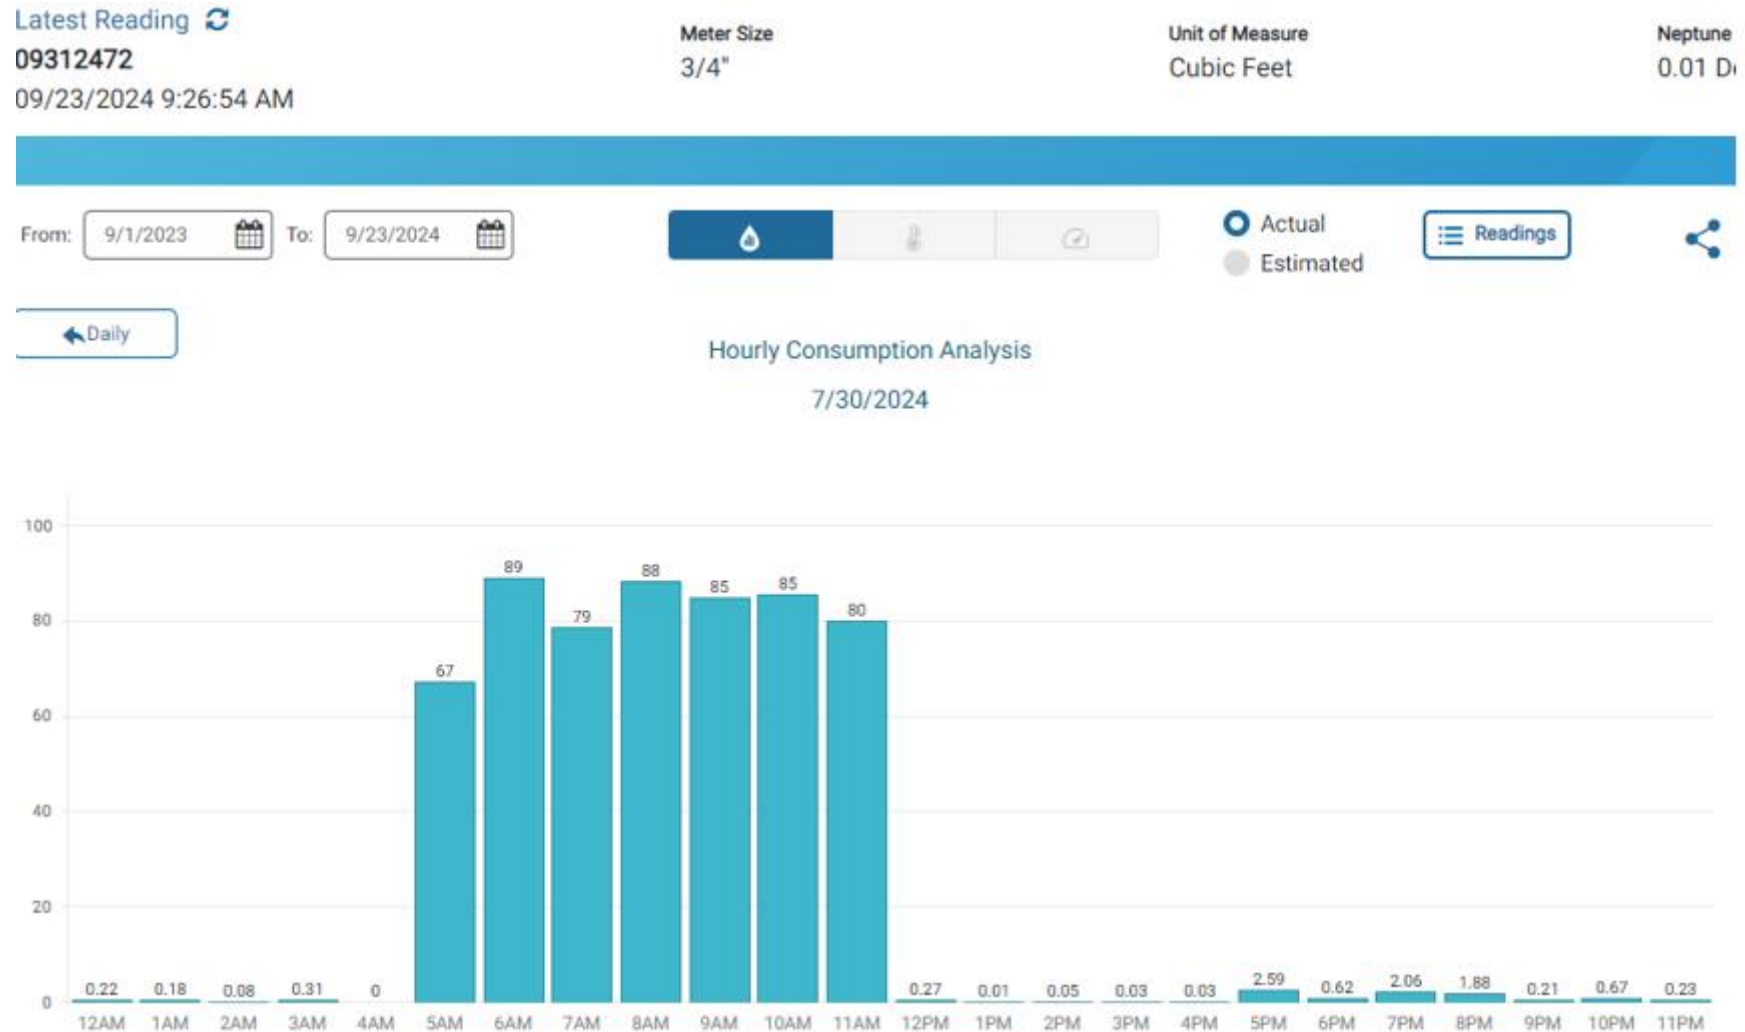 Latest Reading
09312472
09/23/2024 9:26:54 AM
Meter Size
3/4"
Unit of Measure
Cubic Feet
Neptune
0.01
From: 9/1/2023 To: 9/23/2024
Actual
Estimated
Readings
Daily
Hourly Consumption Analysis
7/30/2024
100
80
60
40
20
0
0.22 0.18 0.08 0.31 0 67 89 79 88 85 85 80 0.27 0.01 0.05 0.03 0.03 2.59 0.62 2.06 1.88 0.21 0.67 0.23
12AM 1AM 2AM 3AM 4AM 5AM 6AM 7AM 8AM 9AM 10AM 11AM 12PM 1PM 2PM 3PM 4PM 5PM 6PM 7PM 8PM 9PM 10PM 11PM